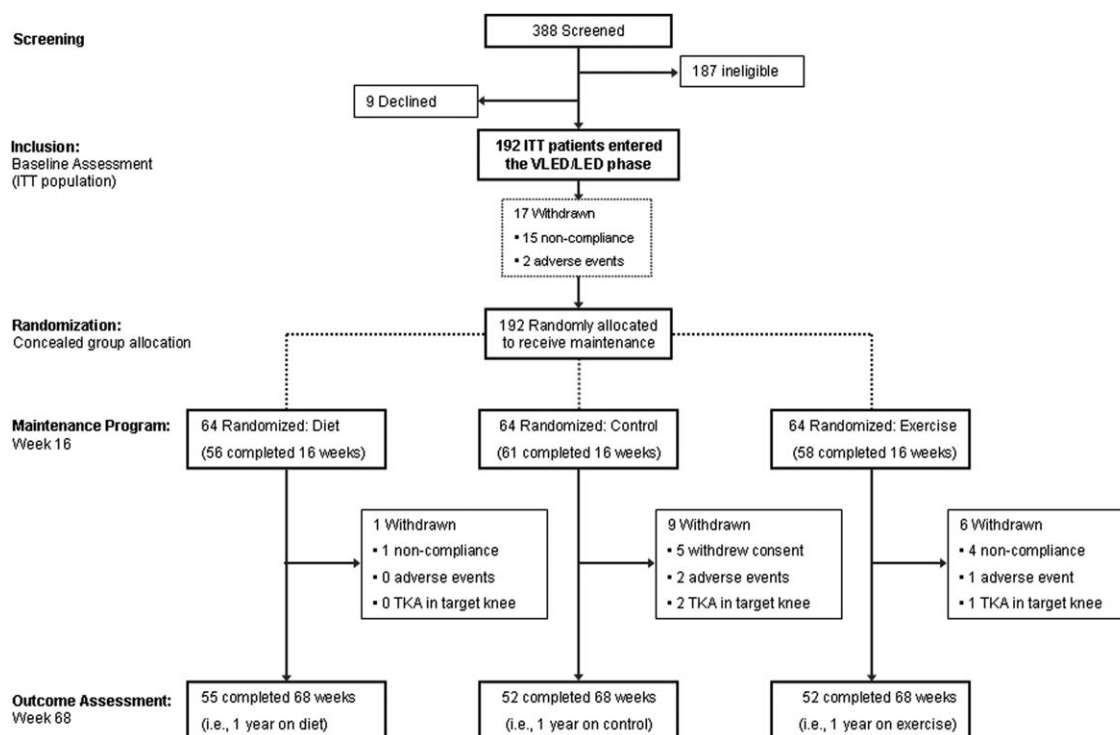 Screening
388 Screened
187 ineligible
9 Declined
Inclusion:
Baseline Assessment
(ITT population)
192 ITT patients entered
the VLED/LED phase
17 Withdrawn
▪ 15 non-compliance
▪ 2 adverse events
Randomization:
Concealed group allocation
192 Randomly allocated
to receive maintenance
Maintenance Program:
Week 16
64 Randomized: Diet
(56 completed 16 weeks)
64 Randomized: Control
(61 completed 16 weeks)
64 Randomized: Exercise
(58 completed 16 weeks)
1 Withdrawn
▪ 1 non-compliance
▪ 0 adverse events
▪ 0 TKA in target knee
9 Withdrawn
▪ 5 withdrew consent
▪ 2 adverse events
▪ 2 TKA in target knee
6 Withdrawn
▪ 4 non-compliance
▪ 1 adverse event
▪ 1 TKA in target knee
Outcome Assessment:
Week 68
55 completed 68 weeks
(i.e., 1 year on diet)
52 completed 68 weeks
(i.e., 1 year on control)
52 completed 68 weeks
(i.e., 1 year on exercise)